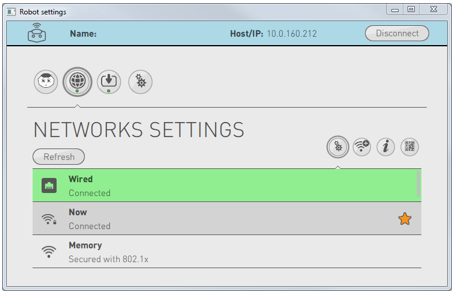 Robot settings
Name: Host/IP: 10.0.160.212 Disconnect
NETWORKS SETTINGS
Refresh
Wired
Connected
Now
Connected
Memory
Secured with 802.1x